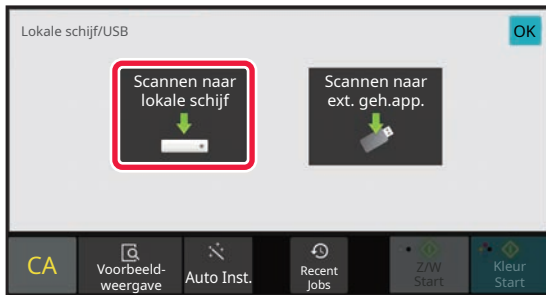 Lokale schijf/USB
OK
Scannen naar
lokale schijf
Scannen naar
ext. geh.app.
CA
Voorbeeld-
weergave
Auto Inst.
Recent
Jobs
Z/W
Start
Kleur
Start